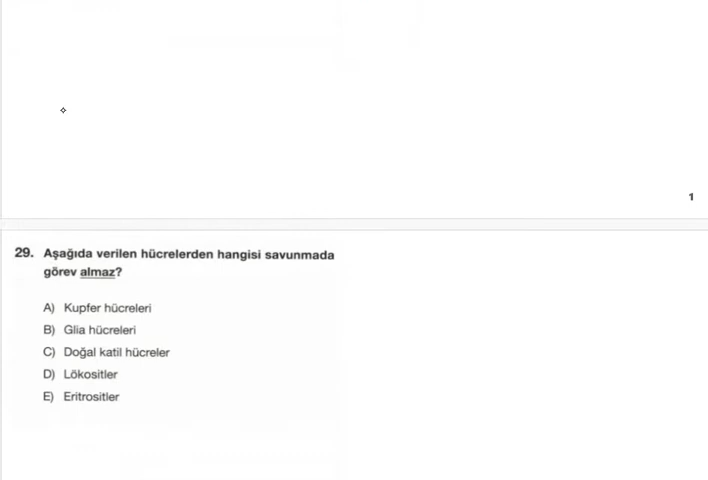 1
29. Aşağıda verilen hücrelerden hangisi savunmada
görev almaz?
A) Kupfer hücreleri
B) Glia hücreleri
C) Doğal katil hücreler
D) Lökositler
E) Eritrositler